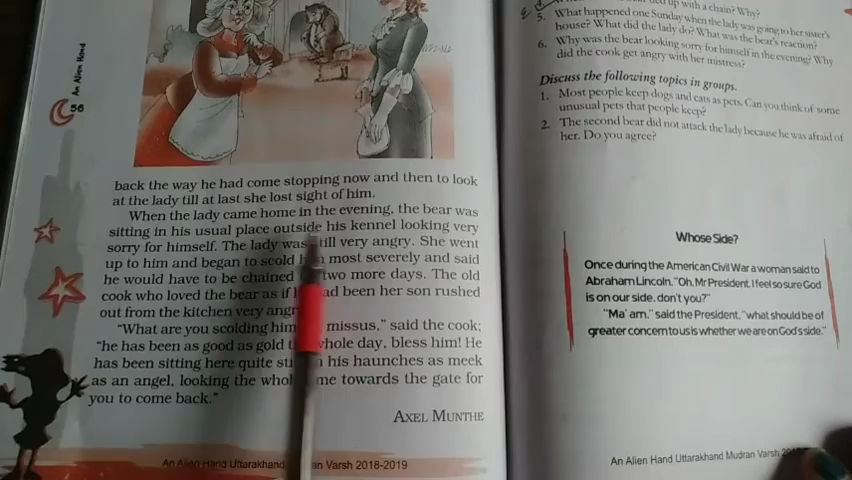 An Alien Hand
56
back the way he had come stopping now and then to look
at the lady till at last she lost sight of him.
When the lady came home in the evening, the bear was
sitting in his usual place outside his kennel looking very
sorry for himself. The lady was still very angry. She went
up to him and began to scold him most severely and said
he would have to be chained two more days. The old
cook who loved the bear as if had been her son rushed
out from the kitchen very angr
"What are you scolding him missus," said the cook;
"he has been as good as gold whole day, bless him! He
has been sitting here quite his haunches as meek
as an angel, looking the towards the gate for
you to come back."
AXEL MUNTHE
An Alien Hand Uttarakhand an Varsh 2018-2019
up with a chain? Why?
5. What happened one Sunday when the lady was going to her sister's
house? What did the lady do? What was the bear's reaction?
6. Why was the bear looking sorry for himself in the evening? Why
did the cook get angry with her mistress?
Discuss the following topics in groups.
1. Most people keep dogs and cats as pets. Can you think of some
unusual pets that people keep?
2. The second bear did not attack the lady because he was afraid of
her. Do you agree?
Whose Side?
Once during the American Civil War a woman said to
Abraham Lincoln, "Oh, Mr President, I feel so sure God
is on our side, don't you?"
"Ma' am," said the President, "what should be of
greater concern to us is whether we are on God's side."
An Alien Hand Uttarakhand Mudran Varsh